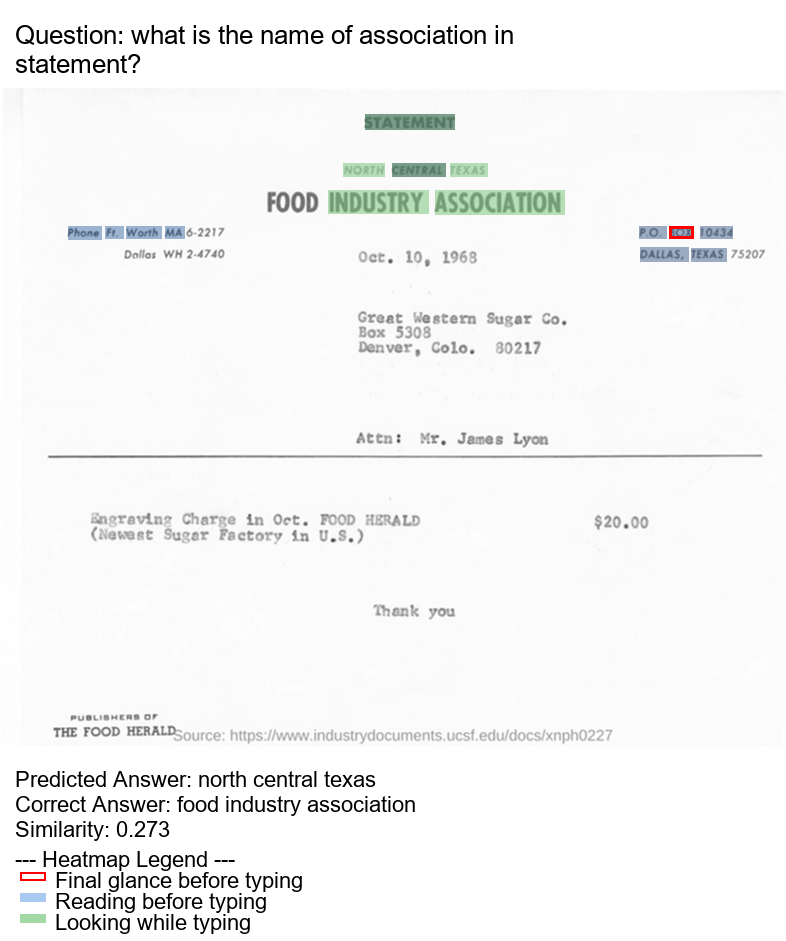 Question: what is the name of association in
statement?
STATEMENT
NORTH CENTRAL TEXAS
FOOD INDUSTRY ASSOCIATION
Phone Ft. Worth MA 6-2217
Dallas WH 2-4740
P.O. 10434
DALLAS, TEXAS 75207
Oct. 10, 1968
Great Western Sugar Co.
Box 5308
Denver, Colo. 80217
Attn: Mr. James Lyon
Engraving Charge in Oct. FOOD HERALD $20.00
(Newest Sugar Factory in U.S.)
Thank you
PUBLISHERS OF
THE FOOD HERALD
Source: https://www.industrydocuments.ucsf.edu/docs/xnph0227
Predicted Answer: north central texas
Correct Answer: food industry association
Similarity: 0.273
--- Heatmap Legend ---
Final glance before typing
Reading before typing
Looking while typing